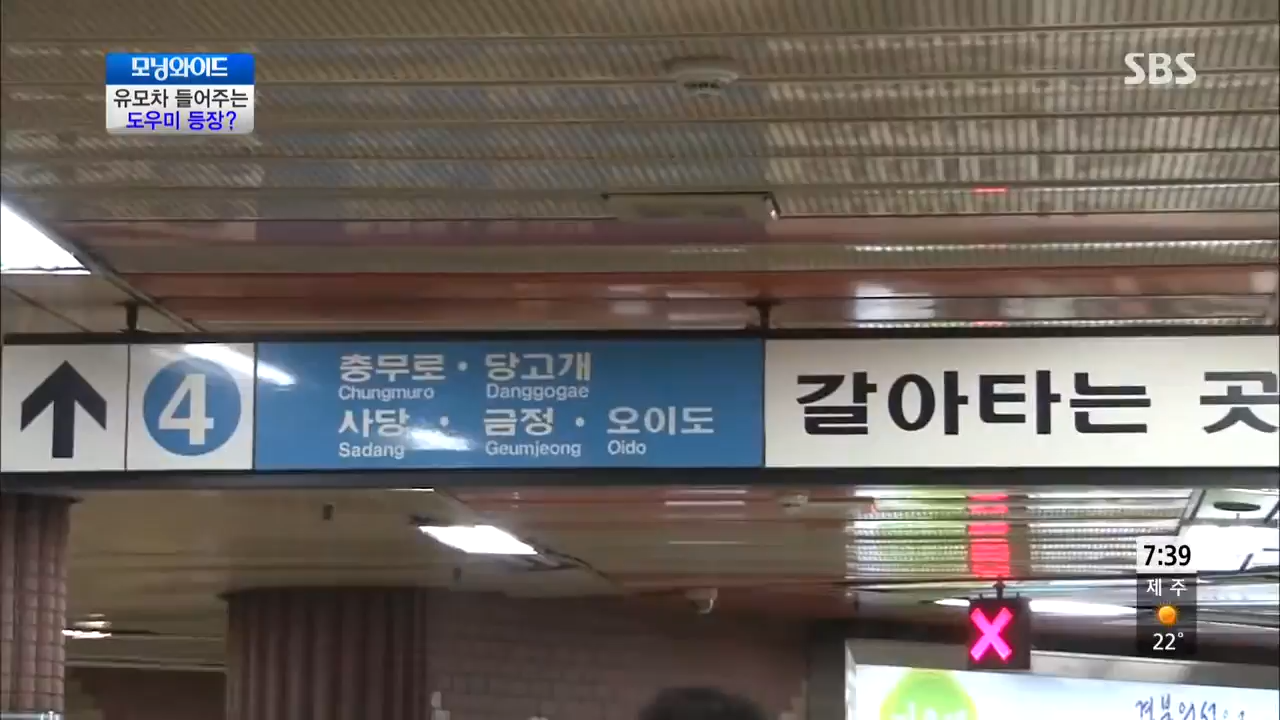 모닝와이드
유모차 들어주는
도우미 등장?
SBS
4
충무로 · 당고개
Chungmuro Danggogae
사당 · 금정 · 오이도
Sadang Geumjeong Oido
갈아타는 곳
7:39
제 주
22°